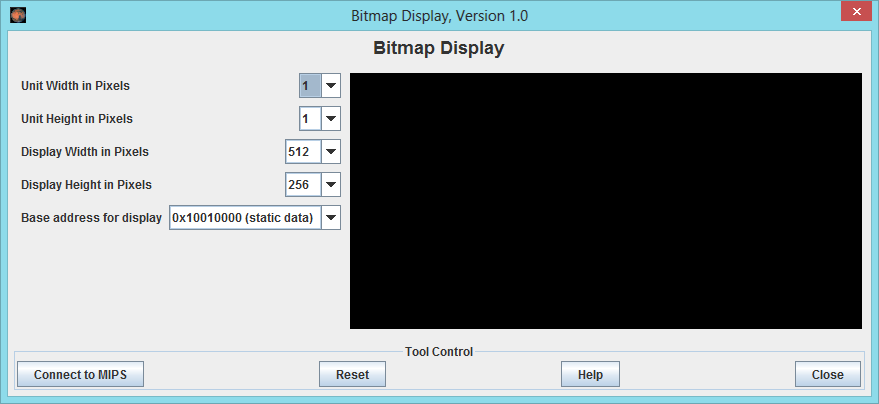 Bitmap Display, Version 1.0
Bitmap Display
Unit Width in Pixels 1
Unit Height in Pixels 1
Display Width in Pixels 512
Display Height in Pixels 256
Base address for display 0x10010000 (static data)
Tool Control
Connect to MIPS Reset Help Close